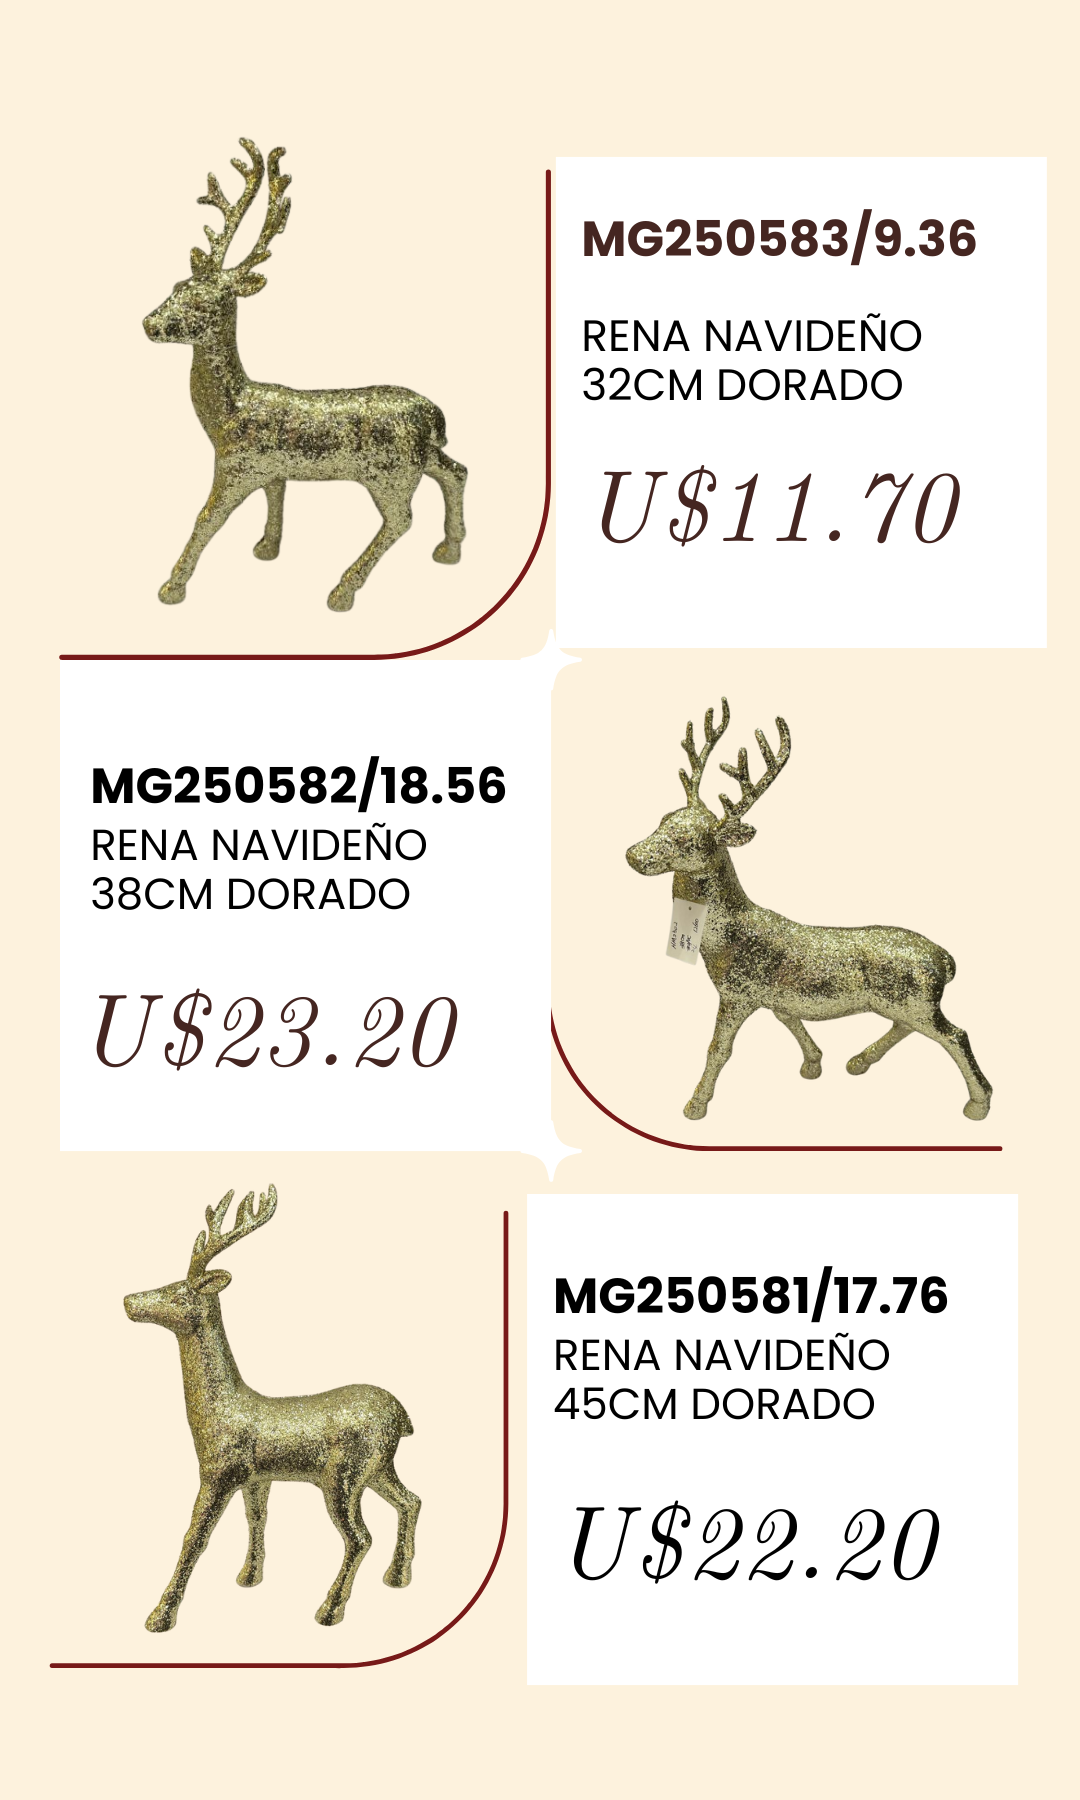 MG250583/9.36
RENA NAVIDEÑO
32CM DORADO
U$11.70
MG250582/18.56
RENA NAVIDEÑO
38CM DORADO
U$23.20
MG250581/17.76
RENA NAVIDEÑO
45CM DORADO
U$22.20